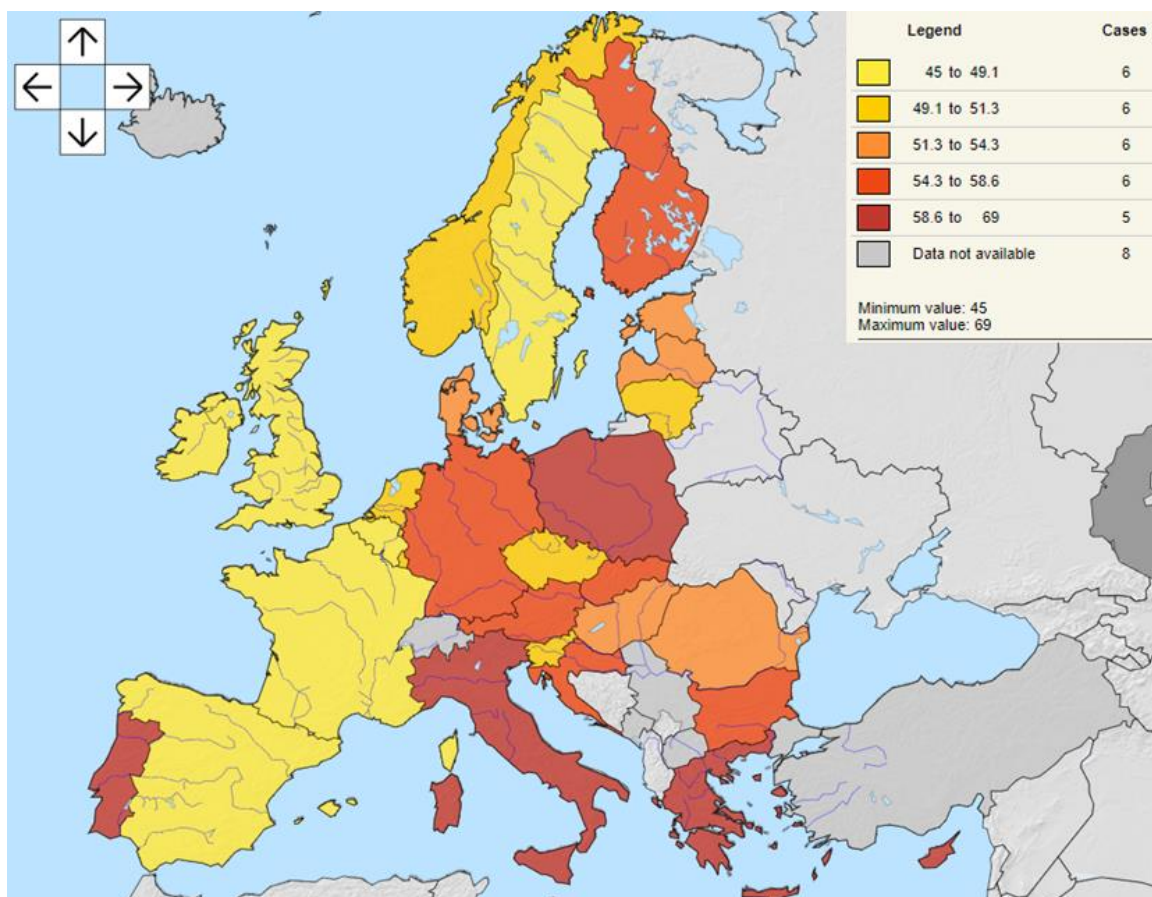 Legend Cases
45 to 49.1 6
49.1 to 51.3 6
51.3 to 54.3 6
54.3 to 58.6 6
58.6 to 69 5
Data not available 8
Minimum value: 45
Maximum value: 69